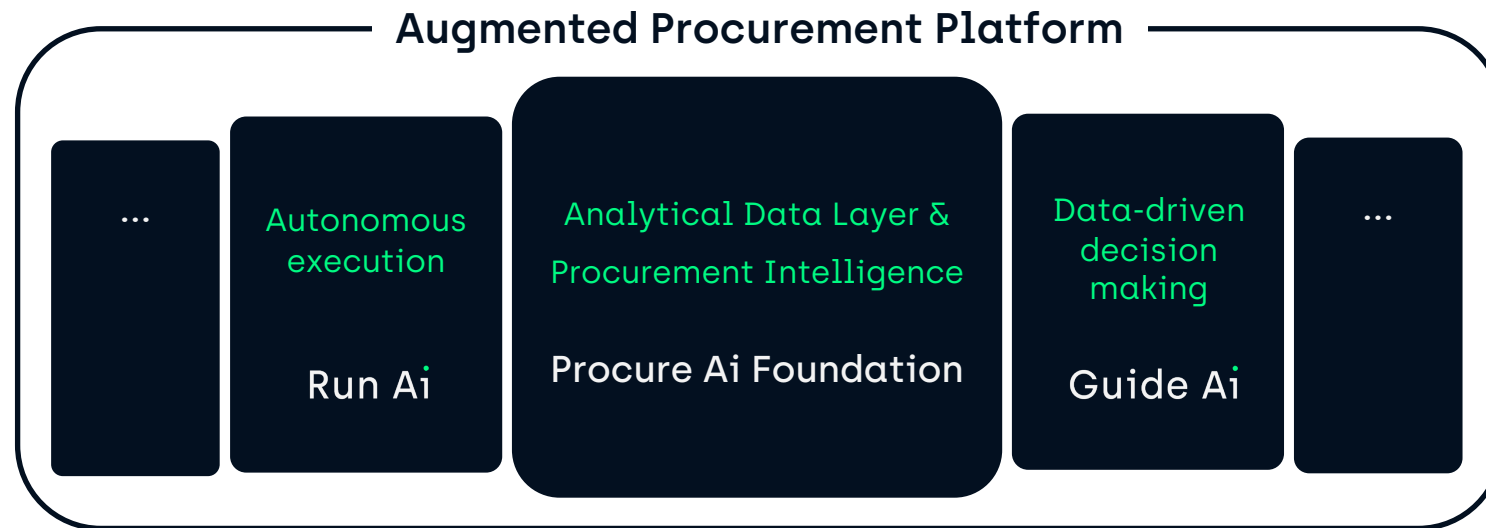 Augmented Procurement Platform
...
Autonomous
execution
Run Ai
Analytical Data Layer &
Procurement Intelligence
Procure Ai Foundation
Data-driven
decision
making
Guide Ai
...